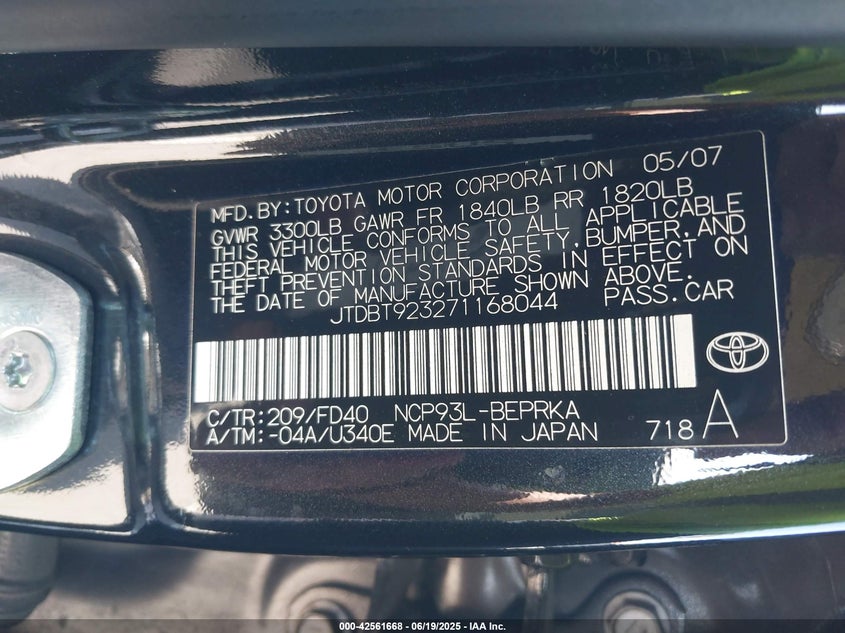 MFD. BY: TOYOTA MOTOR CORPORATION 05/07
GVWR 3300LB GAWR FR 1840LB RR 1820LB
THIS VEHICLE CONFORMS TO ALL APPLICABLE
FEDERAL MOTOR VEHICLE SAFETY, BUMPER, AND
THEFT PREVENTION STANDARDS IN EFFECT ON
THE DATE OF MANUFACTURE SHOWN ABOVE.
JTDBT923271168044 PASS. CAR
C/TR: 209/FD40 NCP93L-BEPRKA
A/TM: -04A/U340E MADE IN JAPAN 718 A
000-42561668 - 06/19/2025 - IAA Inc.